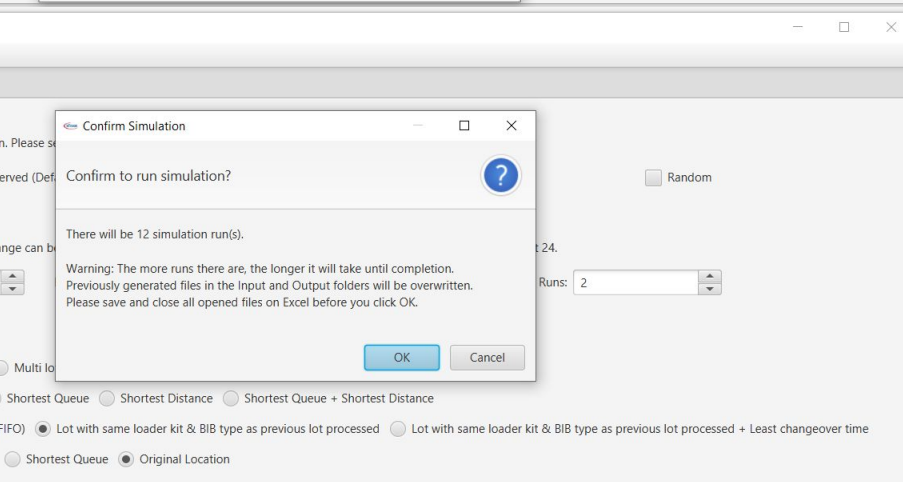 Confirm Simulation
n. Please se
Confirm to run simulation?
erved (Def
Random
There will be 12 simulation run(s).
ange can be
t 24.
Warning: The more runs there are, the longer it will take until completion.
Previously generated files in the Input and Output folders will be overwritten.
Runs: 2
Please save and close all opened files on Excel before you click OK.
OK Cancel
Multi lo
Shortest Queue Shortest Distance Shortest Queue + Shortest Distance
FIFO) Lot with same loader kit & BIB type as previous lot processed Lot with same loader kit & BIB type as previous lot processed + Least changeover time
Shortest Queue Original Location